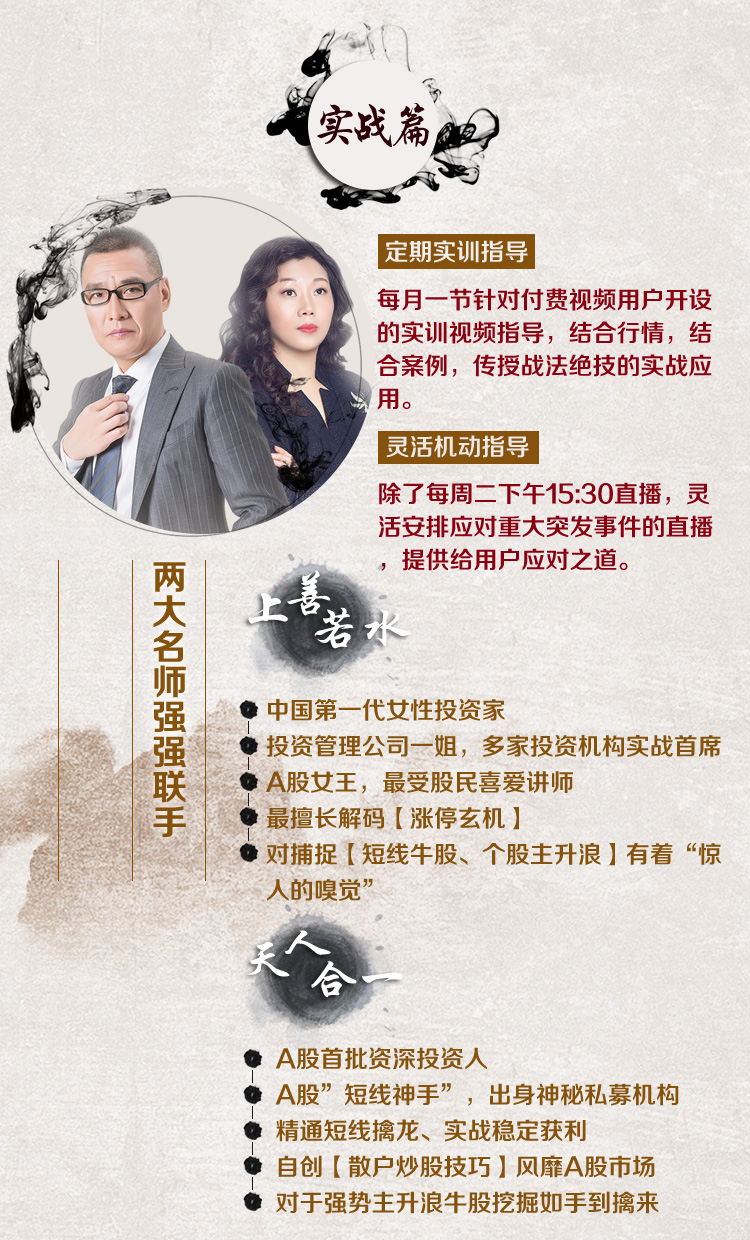 实战篇
定期实训指导
每月一节针对付费视频用户开设
的实训视频指导，结合行情，结
合案例，传授战法绝技的实战应
用。
灵活机动指导
除了每周二下午15:30直播，灵
活安排应对重大突发事件的直播
，提供给用户应对之道。
两大名师强强联手
上善若水
中国第一代女性投资家
投资管理公司一姐，多家投资机构实战首席
A股女王，最受股民喜爱讲师
最擅长解码【涨停玄机】
对捕捉【短线牛股、个股主升浪】有着“惊
人的嗅觉”
天人合一
A股首批资深投资人
A股”短线神手”，出身神秘私募机构
精通短线擒龙、实战稳定获利
自创【散户炒股技巧】风靡A股市场
对于强势主升浪牛股挖掘如手到擒来